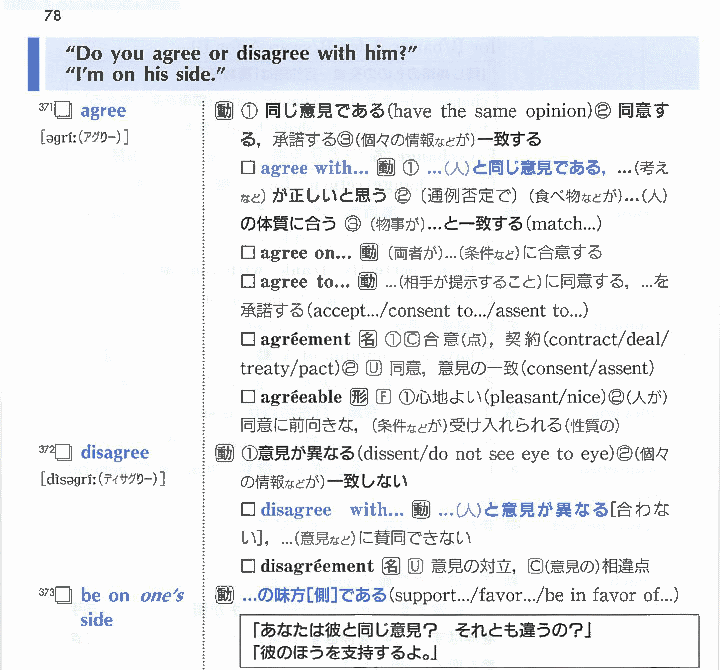 78
“Do you agree or disagree with him?”
“I’m on his side.”
371□ agree
[əgríː(アグリー)]
動 ① 同じ意見である(have the same opinion)② 同意す
る，承諾する③(個々の情報などが)一致する
□ agree with… 動 ① …(人)と同じ意見である，…(考え
など)が正しいと思う ②（通例否定で）(食べ物などが)…(人)
の体質に合う ③ (物事が)…と一致する(match…)
□ agree on… 動 (両者が)…(条件など)に合意する
□ agree to… 動 …(相手が提示すること)に同意する，…を
承諾する(accept…/consent to…/assent to…)
□ agréement 名 ①Ⓒ合意(点)，契約(contract/deal/
treaty/pact)② Ⓤ 同意，意見の一致(consent/assent)
□ agréeable 形 F ①心地よい(pleasant/nice)②(人が)
同意に前向きな，(条件などが)受け入れられる(性質の)
372□ disagree
[dìsəgríː(ディサグリー)]
動 ①意見が異なる(dissent/do not see eye to eye)②(個々
の情報などが)一致しない
□ disagree with… 動 …(人)と意見が異なる[合わな
い]，…(意見など)に賛同できない
□ disagréement 名 Ⓤ 意見の対立，Ⓒ(意見の)相違点
373□ be on one’s
side
動 …の味方[側]である(support…/favor…/be in favor of…)
「あなたは彼と同じ意見？ それとも違うの？」
「彼のほうを支持するよ。」